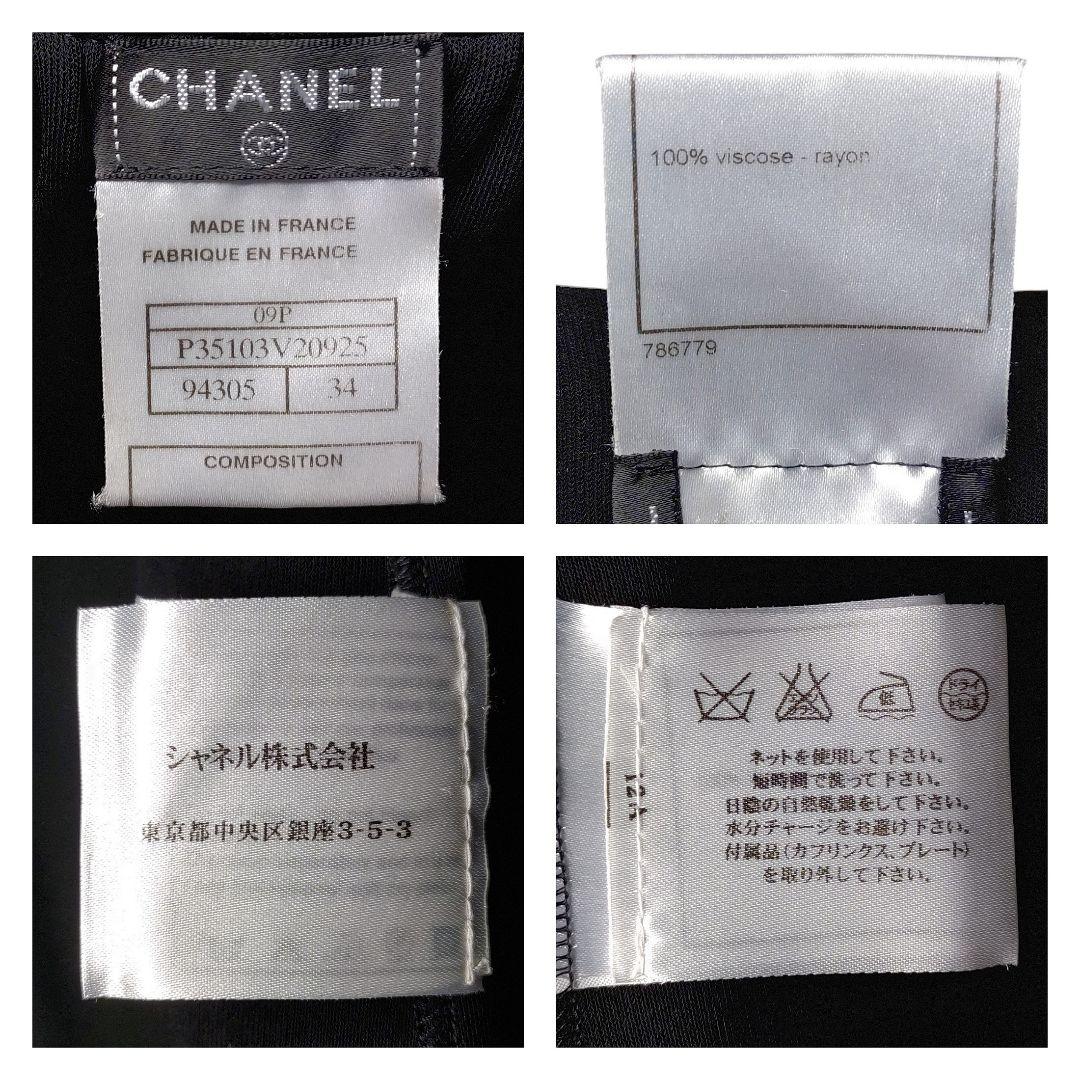 CHANEL
MADE IN FRANCE
FABRIQUE EN FRANCE
09P
P35103V20925
94305 34
COMPOSITION
100% viscose - rayon
786779
シャネル株式会社
東京都中央区銀座3-5-3
低
ドライ
ネットを使用して下さい。
短時間で洗って下さい。
日陰の自然乾燥をして下さい。
水分チャージをお避け下さい。
付属品(カフリンクス、プレート)
を取り外して下さい。